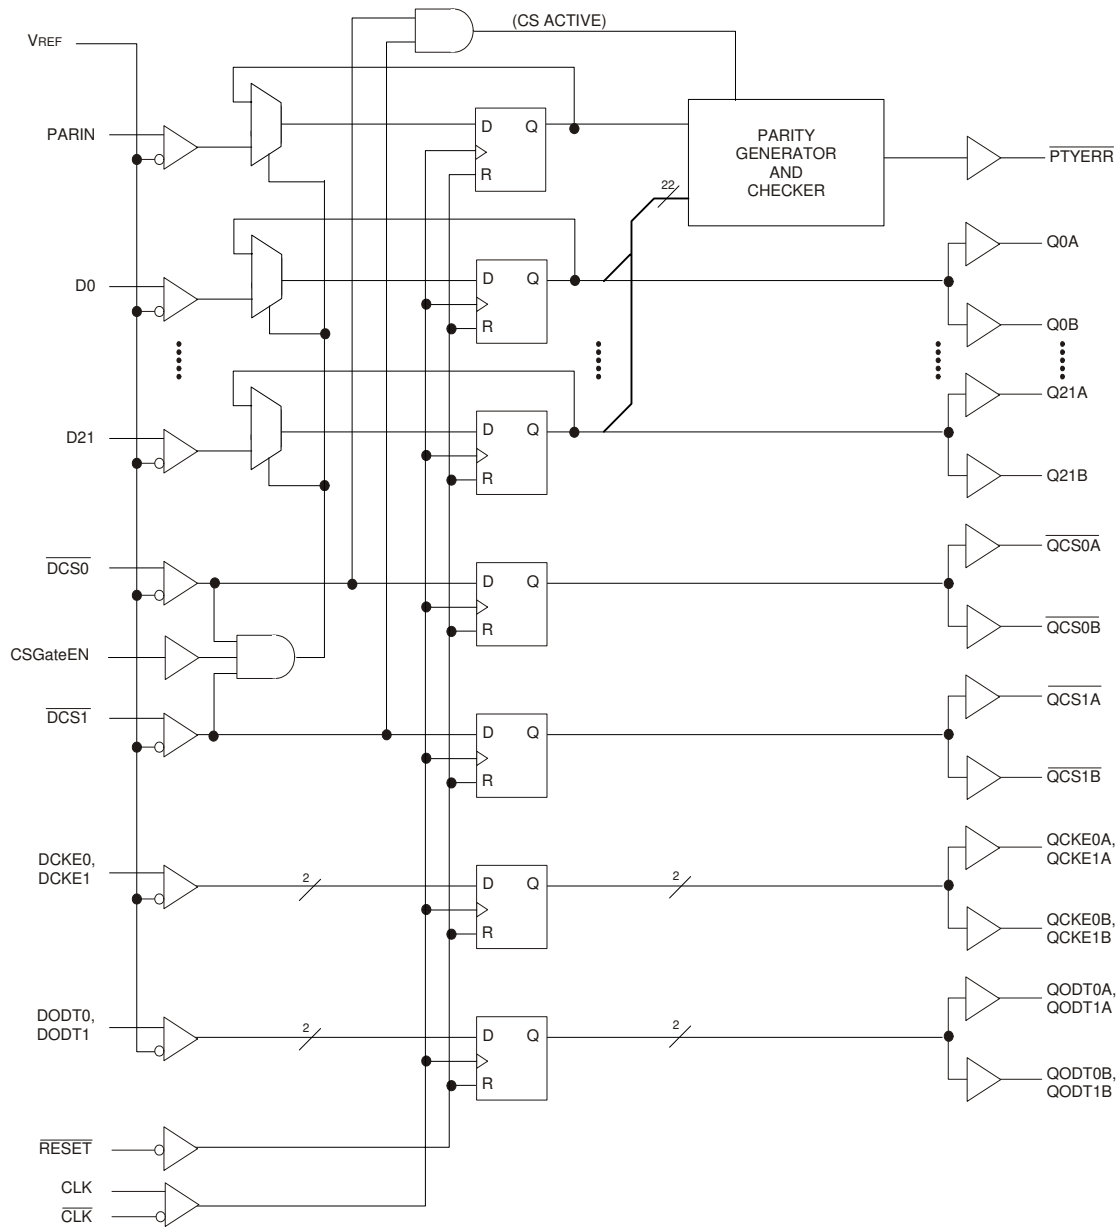 (CS ACTIVE)
VREF
PARIN
D Q
R
PARITY
GENERATOR
AND
CHECKER
PTYERR
22
D0
D Q
R
Q0A
Q0B
D21
D Q
R
Q21A
Q21B
DCS0
D Q
R
QCS0A
QCS0B
CSGateEN
DCS1
D Q
R
QCS1A
QCS1B
DCKE0,
DCKE1
2
D Q
R
2
QCKE0A,
QCKE1A
QCKE0B,
QCKE1B
DODT0,
DODT1
2
D Q
R
2
QODT0A,
QODT1A
QODT0B,
QODT1B
RESET
CLK
CLK